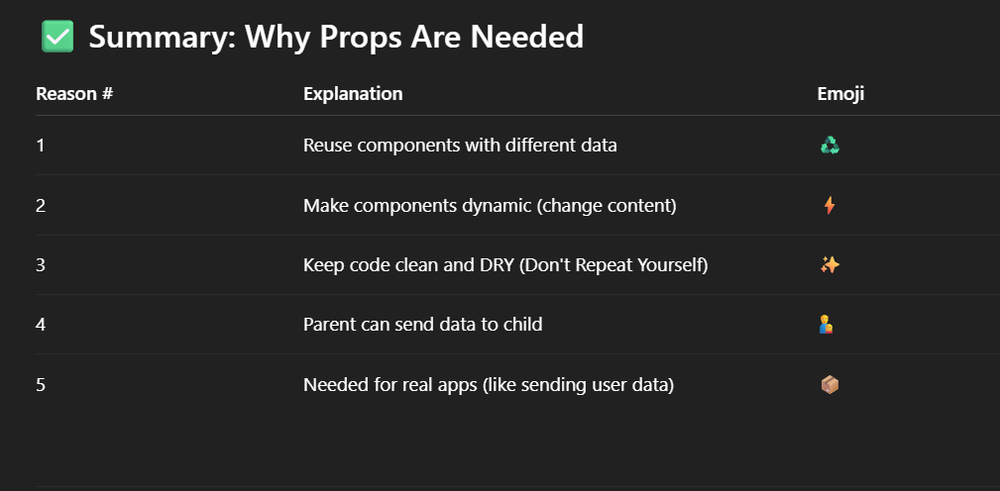 ✅ Summary: Why Props Are Needed
Reason # Explanation Emoji
1 Reuse components with different data ♻️
2 Make components dynamic (change content) ⚡
3 Keep code clean and DRY (Don't Repeat Yourself) ✨
4 Parent can send data to child 👨‍👦
5 Needed for real apps (like sending user data) 📦